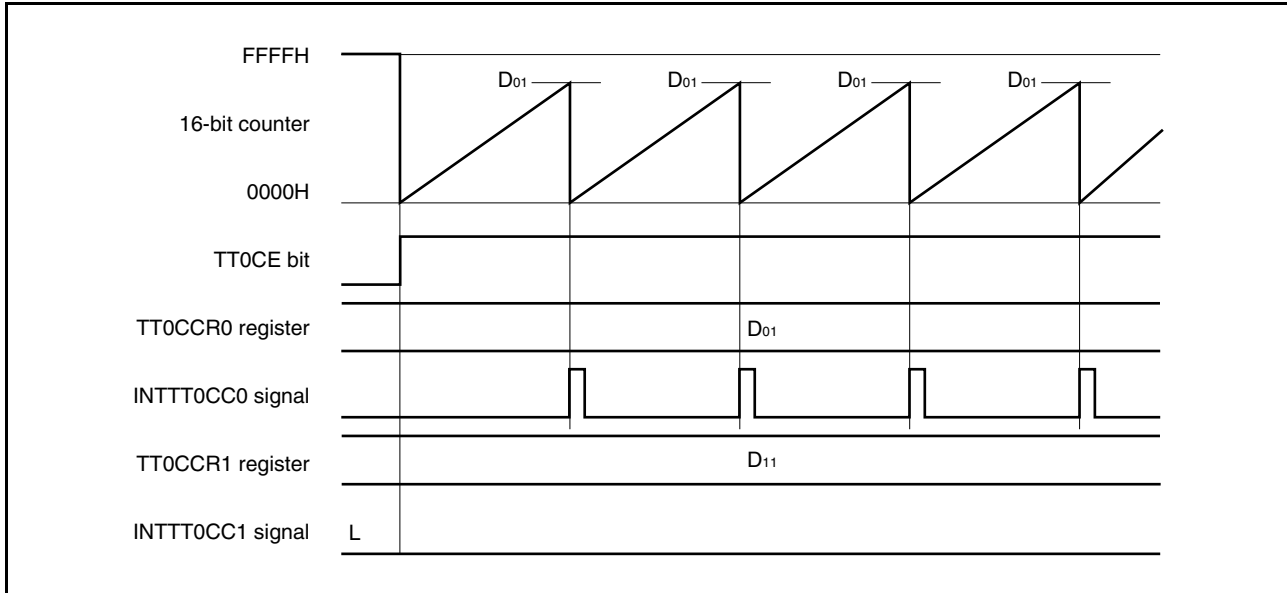 FFFFH
D01 D01 D01 D01
16-bit counter
0000H
TT0CE bit
TT0CCR0 register D01
INTTT0CC0 signal
TT0CCR1 register D11
INTTT0CC1 signal L